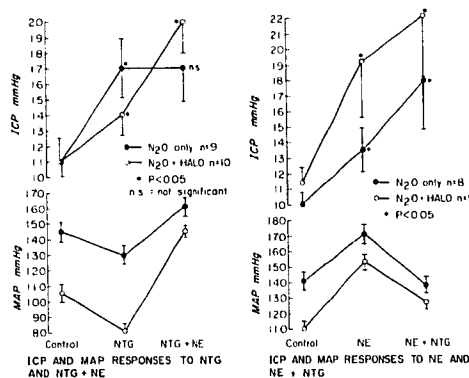 20
19
18
17
16
15
14
13
12
11
10
ICP mmHg
n s
N2O only n=9
N2O + HALO n=10
P<0.05
n s = not significant
170
160
150
140
130
120
110
100
90
80
MAP mmHg
Control NTG NTG + NE
ICP AND MAP RESPONSES TO NTG
AND NTG + NE
22
21
20
19
18
17
16
15
14
13
12
11
10
ICP mmHg
N2O only n=8
N2O + HALO n=
P<0.05
180
170
160
150
140
130
120
110
MAP mmHg
Control NE NE + NTG
ICP AND MAP RESPONSES TO NE AND
NE + NTG